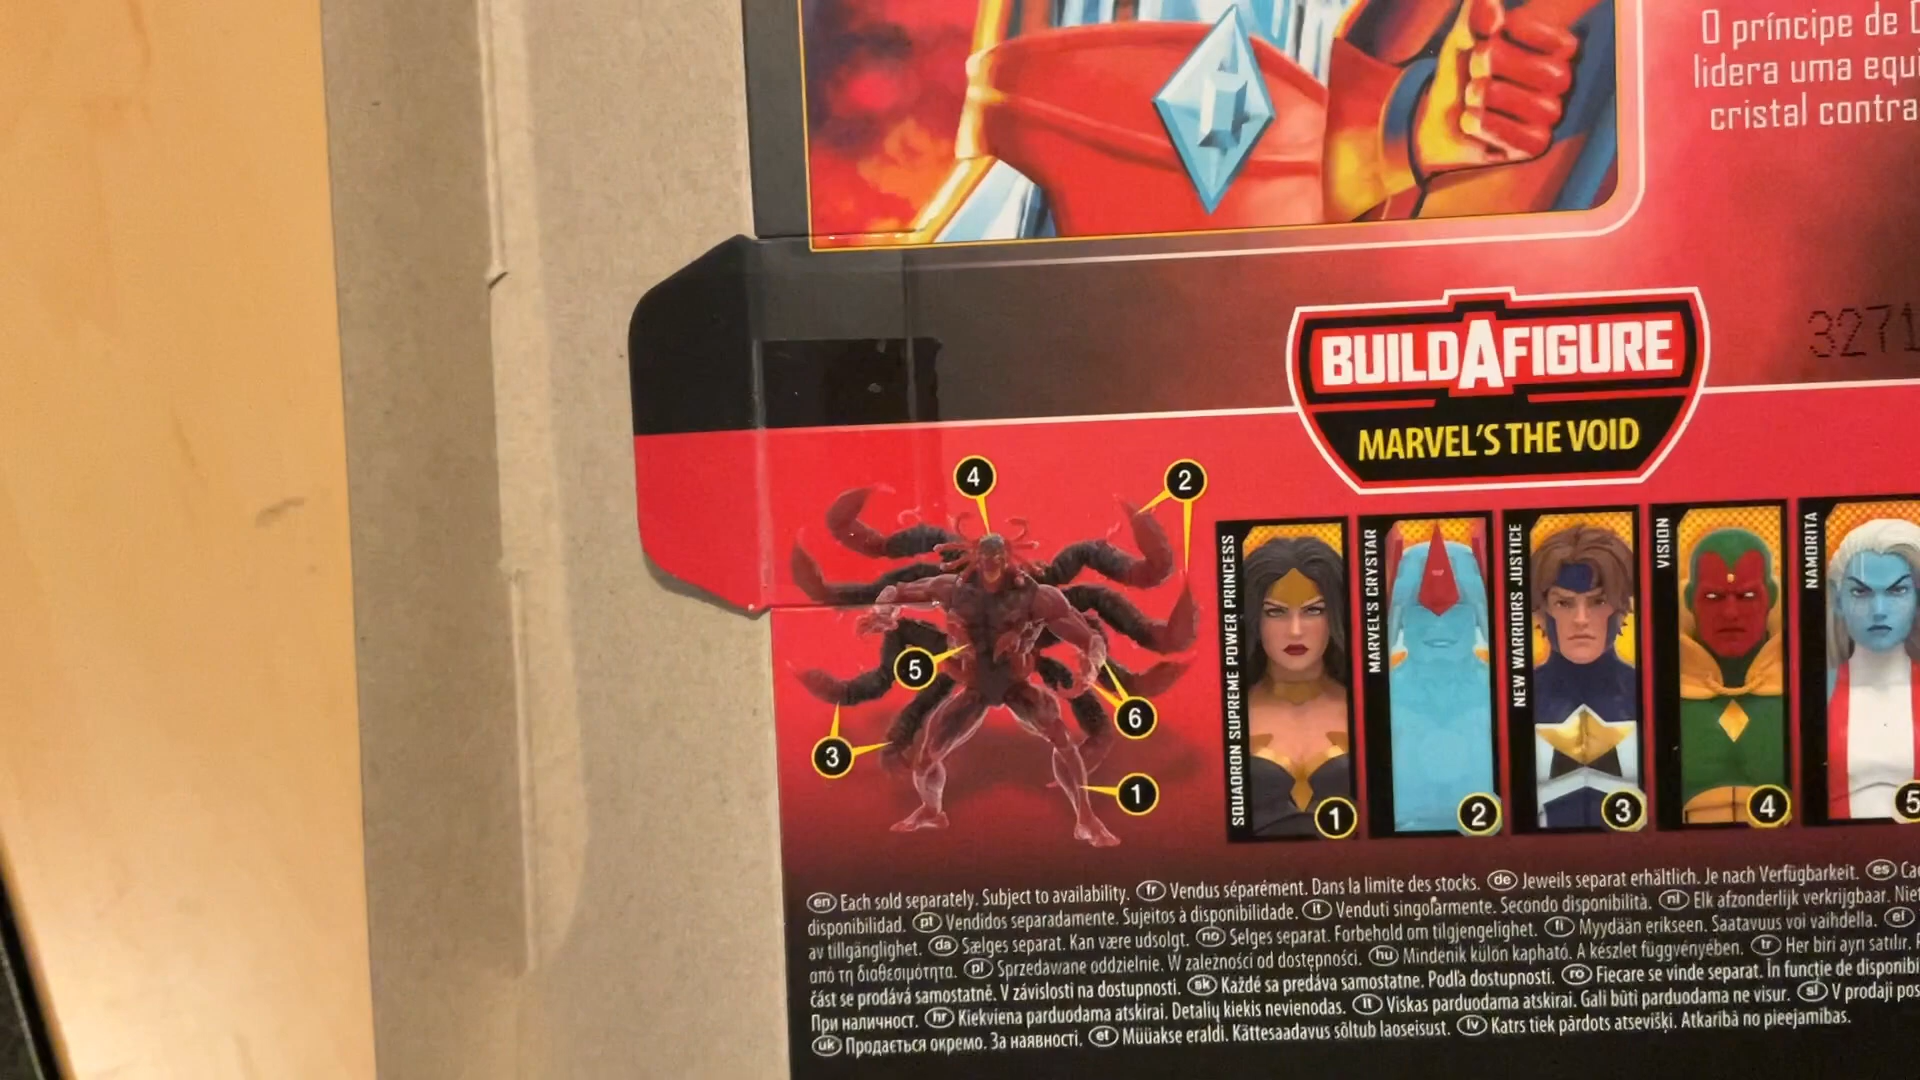 O príncipe de
lidera uma
cristal contra
3271
BUILDAFIGURE
MARVEL'S THE VOID
4
2
5
6
3
1
SQUADRON SUPREME POWER PRINCESS
1
MARVEL'S CRYSTAR
2
NEW WARRIORS JUSTICE
3
VISION
4
NAMORITA
5
en Each sold separately. Subject to availability. fr Vendus séparément. Dans la limite des stocks. de Jeweils separat erhältlich. Je nach Verfügbarkeit. es
disponibilidad. pt Vendidos separadamente. Sujeitos à disponibilidade. it Venduti singolarmente. Secondo disponibilità. nl Elk afzonderlijk verkrijgbaar.
av tillgänglighet. da Sælges separat. Kan være udsolgt. no Selges separat. Forbehold om tilgjengelighet. fi Myydään erikseen. Saatavuus voi vaihdella. el
από τη διαθεσιμότητα. pl Sprzedawane oddzielnie. W zależności od dostępności. hu Mindenik külön kapható. A készlet függvényében. tr Her biri ayrı satılır.
část se prodává samostatně. V závislosti na dostupnosti. sk Každé sa predáva samostatne. Podľa dostupnosti. ro Fiecare se vinde separat. În funcție de
При наличност. hr Kiekviena parduodama atskirai. Detalių kiekis nevienodas. lt Viskas parduodama atskirai. Gali būti parduodama ne visur. sl V prodaji
uk Продається окремо. За наявності. et Müüakse eraldi. Kättesaadavus sõltub laoseisust. lv Katrs tiek pārdots atsevišķi. Atkarībā no pieejamības.